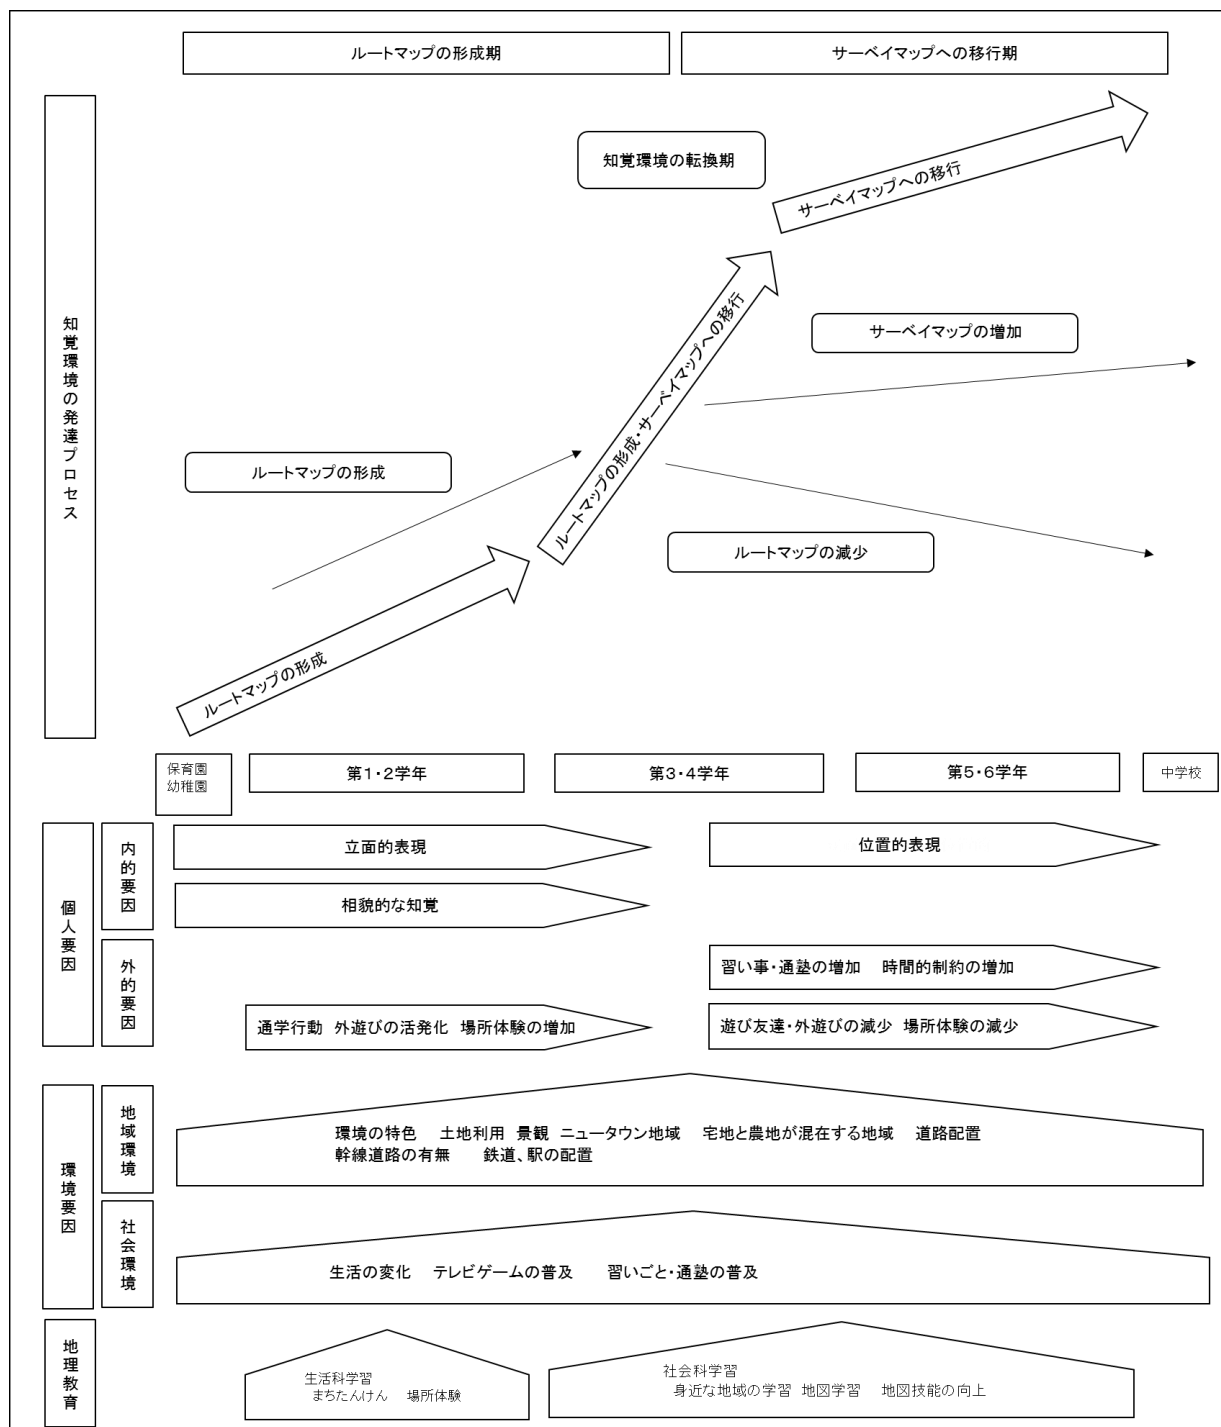 ルートマップの形成期
サーベイマップへの移行期
知覚環境の発達プロセス
知覚環境の転換期
サーベイマップへの移行
ルートマップの形成・サーベイマップへの移行
サーベイマップの増加
ルートマップの形成
ルートマップの減少
ルートマップの形成
保育園
幼稚園
第1・2学年
第3・4学年
第5・6学年
中学校
個人要因
内的要因
立面的表現
位置的表現
相貌的な知覚
外的要因
習い事・通塾の増加 時間的制約の増加
通学行動 外遊びの活発化 場所体験の増加
遊び友達・外遊びの減少 場所体験の減少
環境要因
地域環境
環境の特色 土地利用 景観 ニュータウン地域 宅地と農地が混在する地域 道路配置
幹線道路の有無 鉄道、駅の配置
社会環境
生活の変化 テレビゲームの普及 習いごと・通塾の普及
地理教育
生活科学習
まちたんけん 場所体験
社会科学習
身近な地域の学習 地図学習 地図技能の向上